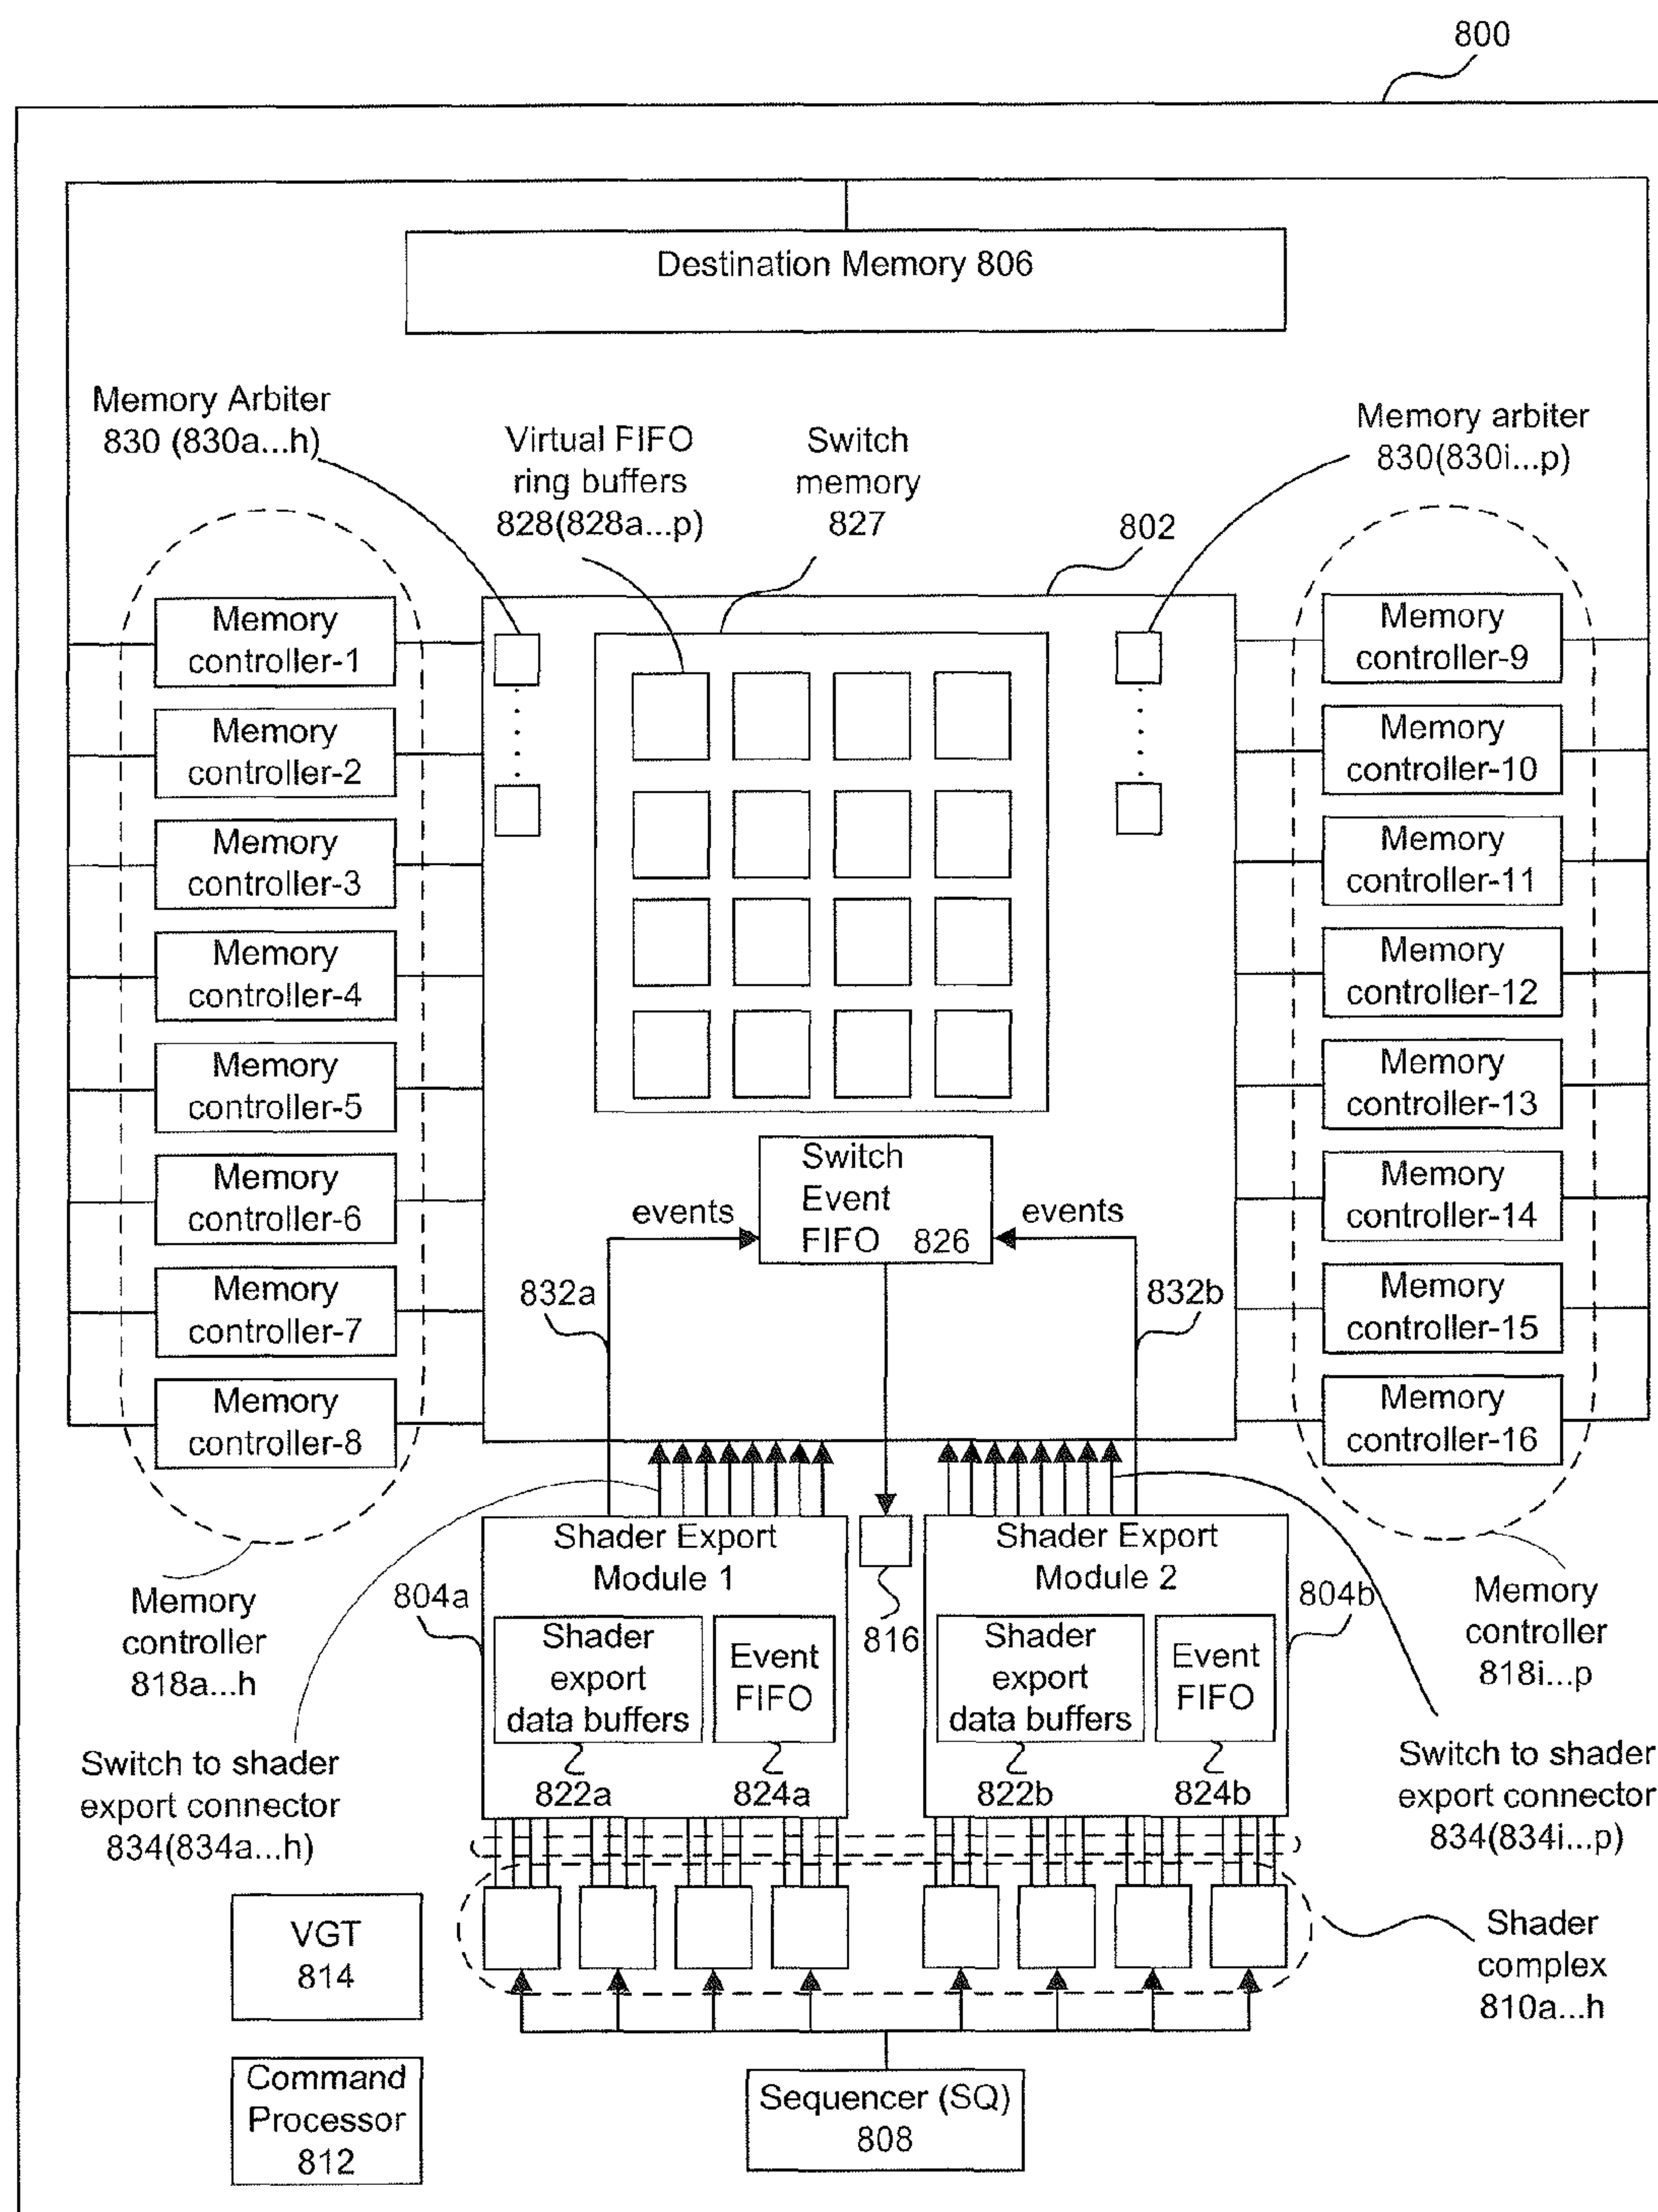 800
Destination Memory 806
Memory Arbiter
830 (830a...h)
Virtual FIFO
ring buffers
828(828a...p)
Switch
memory
827
Memory arbiter
830(830i...p)
802
Memory
controller-1
Memory
controller-2
Memory
controller-3
Memory
controller-4
Memory
controller-5
Memory
controller-6
Memory
controller-7
Memory
controller-8
Memory
controller-9
Memory
controller-10
Memory
controller-11
Memory
controller-12
Memory
controller-13
Memory
controller-14
Memory
controller-15
Memory
controller-16
Switch
Event
FIFO 826
events
events
832a
832b
Shader Export
Module 1
Shader
export
data buffers
Event
FIFO
822a
824a
804a
816
Shader Export
Module 2
Shader
export
data buffers
Event
FIFO
822b
824b
804b
Memory
controller
818a...h
Memory
controller
818i...p
Switch to shader
export connector
834(834a...h)
Switch to shader
export connector
834(834i...p)
VGT
814
Shader
complex
810a...h
Command
Processor
812
Sequencer (SQ)
808